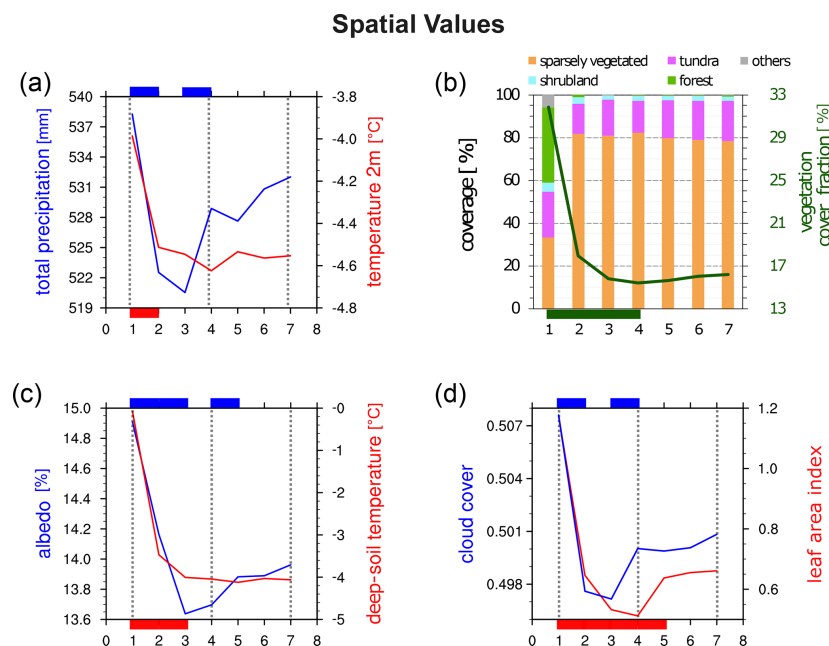 Spatial Values
(a)
total precipitation [mm]
540
537
534
531
528
525
522
519
-3.8
-4.0
-4.2
-4.4
-4.6
-4.8
temperature 2m [°C]
0 1 2 3 4 5 6 7 8
(b)
sparsely vegetated tundra others
shrubland forest
coverage [ %]
100
80
60
40
20
0
33
29
25
21
17
13
vegetation
cover fraction [ %]
1 2 3 4 5 6 7
(c)
albedo [%]
15.0
14.8
14.6
14.4
14.2
14.0
13.8
13.6
-0
-1
-2
-3
-4
-5
deep-soil temperature [°C]
0 1 2 3 4 5 6 7 8
(d)
cloud cover
0.507
0.504
0.501
0.498
1.2
1.0
0.8
0.6
leaf area index
0 1 2 3 4 5 6 7 8